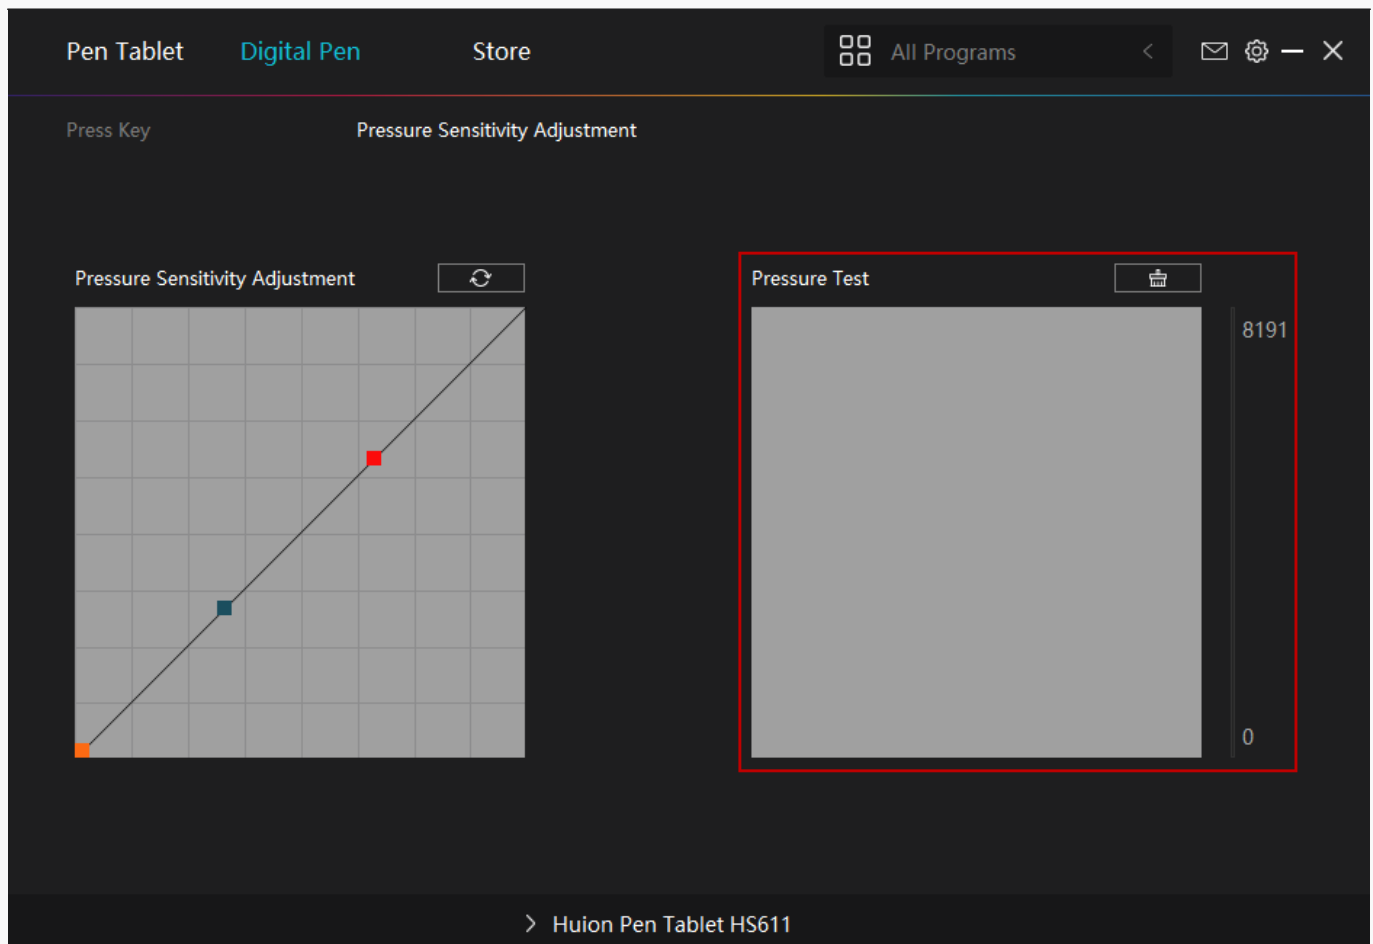 Pen Tablet Digital Pen Store All Programs
Press Key Pressure Sensitivity Adjustment
Pressure Sensitivity Adjustment
Pressure Test
8191
0
Huion Pen Tablet HS611